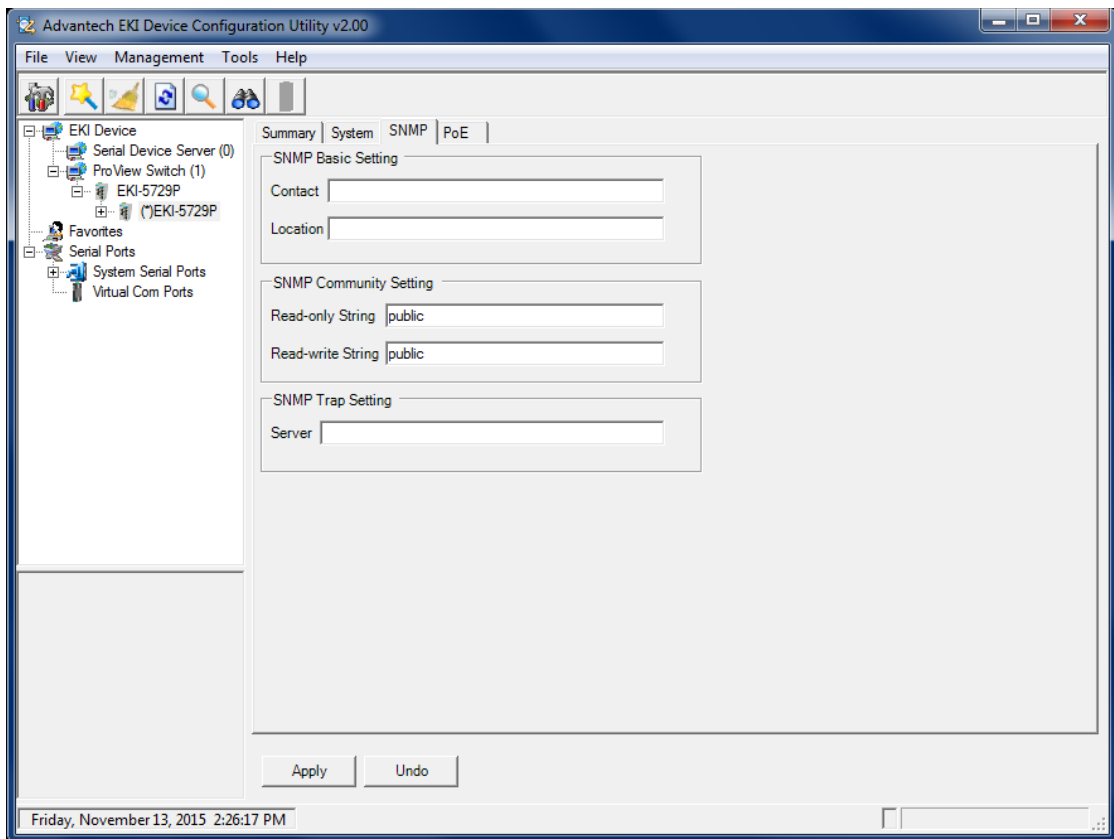 Advantech EKI Device Configuration Utility v2.00
File View Management Tools Help
EKI Device
Serial Device Server (0)
ProView Switch (1)
EKI-5729P
(*)EKI-5729P
Favorites
Serial Ports
System Serial Ports
Virtual Com Ports
Summary System SNMP PoE
SNMP Basic Setting
Contact
Location
SNMP Community Setting
Read-only String public
Read-write String public
SNMP Trap Setting
Server
Apply Undo
Friday, November 13, 2015 2:26:17 PM